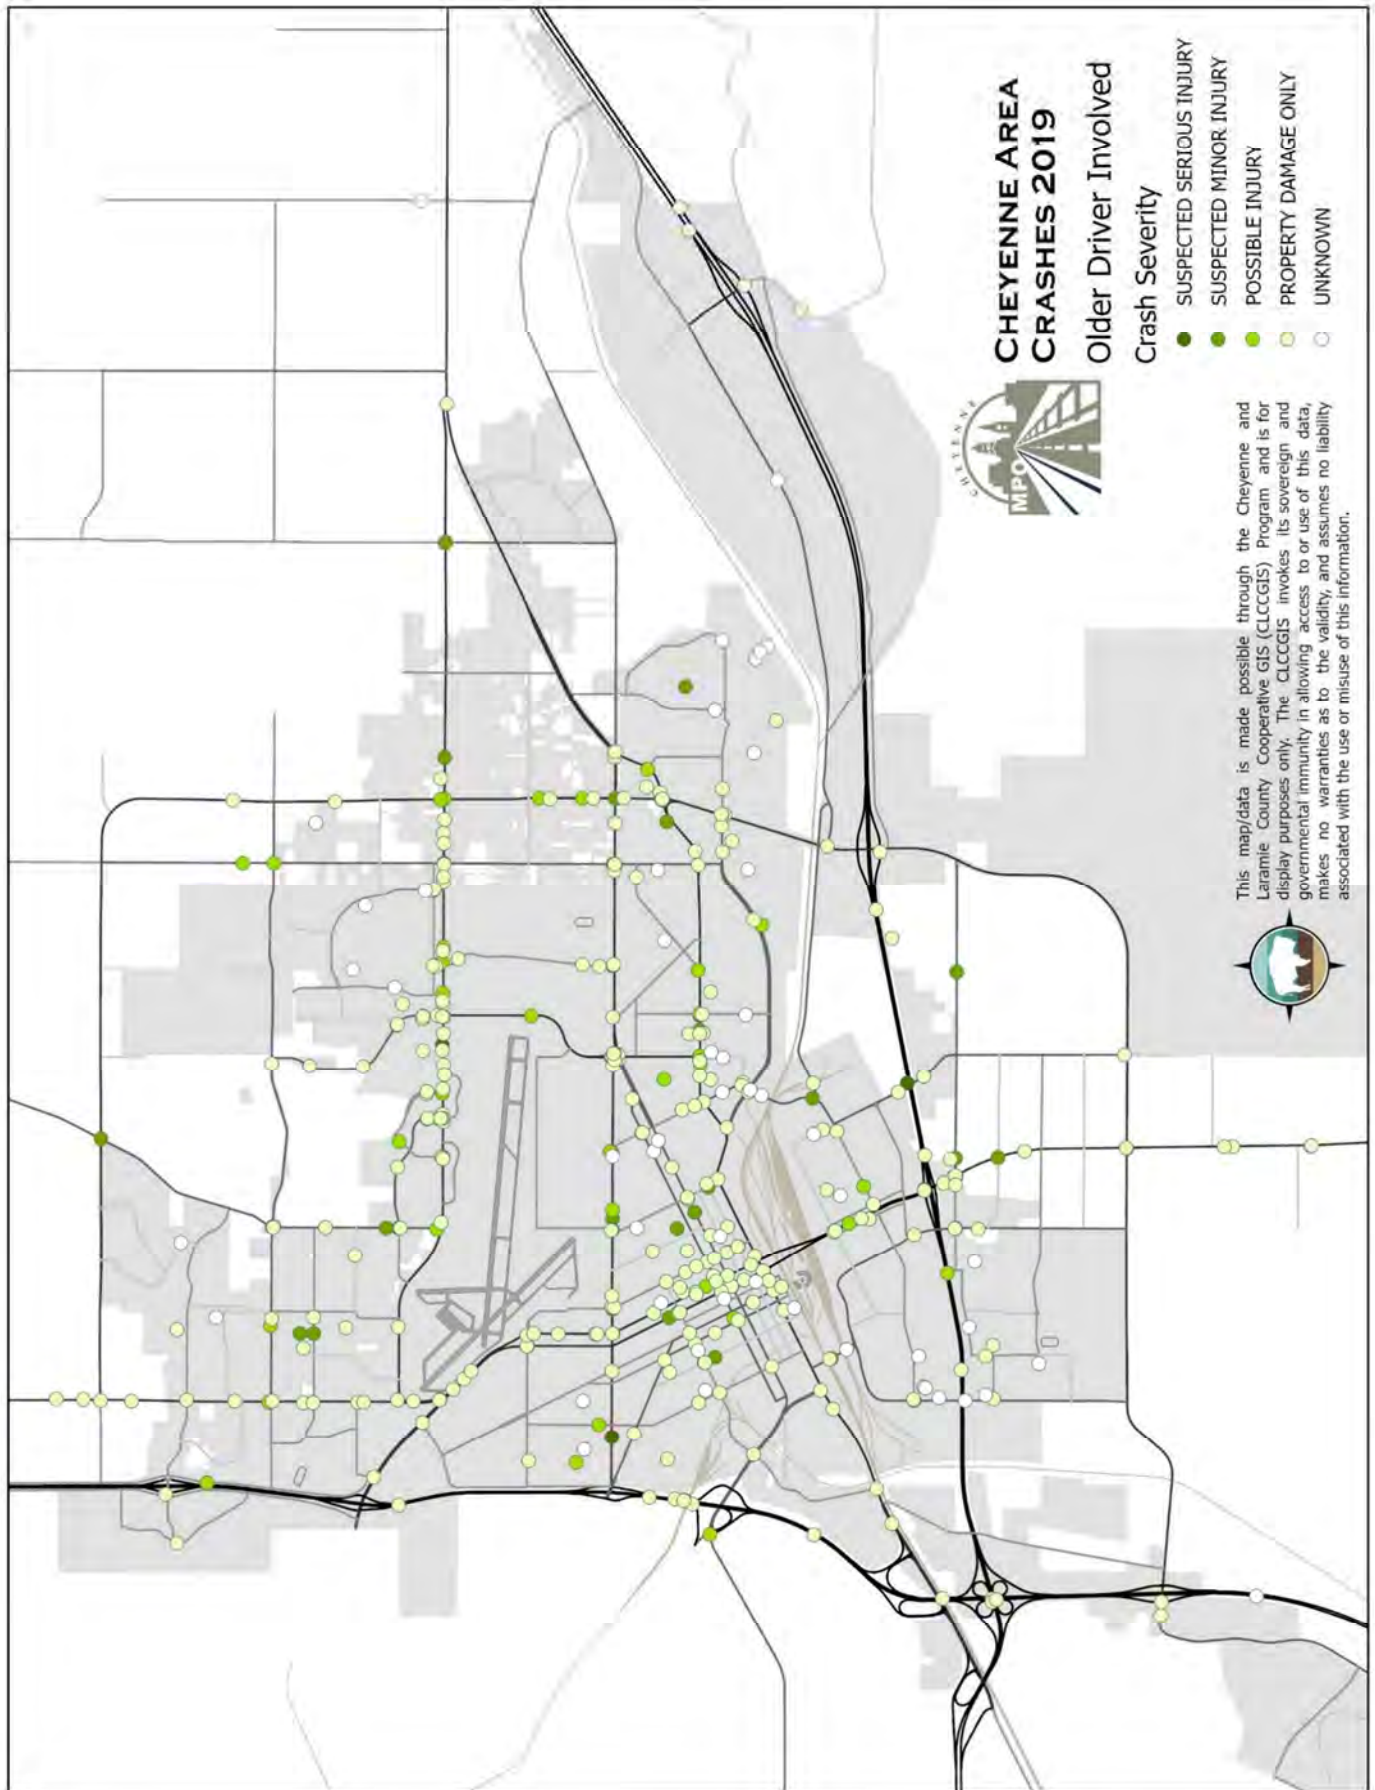 CHEYENNE AREA
CRASHES 2019
Older Driver Involved
Crash Severity
SUSPECTED SERIOUS INJURY
SUSPECTED MINOR INJURY
POSSIBLE INJURY
PROPERTY DAMAGE ONLY
UNKNOWN
CHEYENNE
MPO
This map/data is made possible through the Cheyenne and
Laramie County Cooperative GIS (CLCCGIS) Program and is for
display purposes only. The CLCCGIS invokes its sovereign and
governmental immunity in allowing access to or use of this data,
makes no warranties as to the validity, and assumes no liability
associated with the use or misuse of this information.